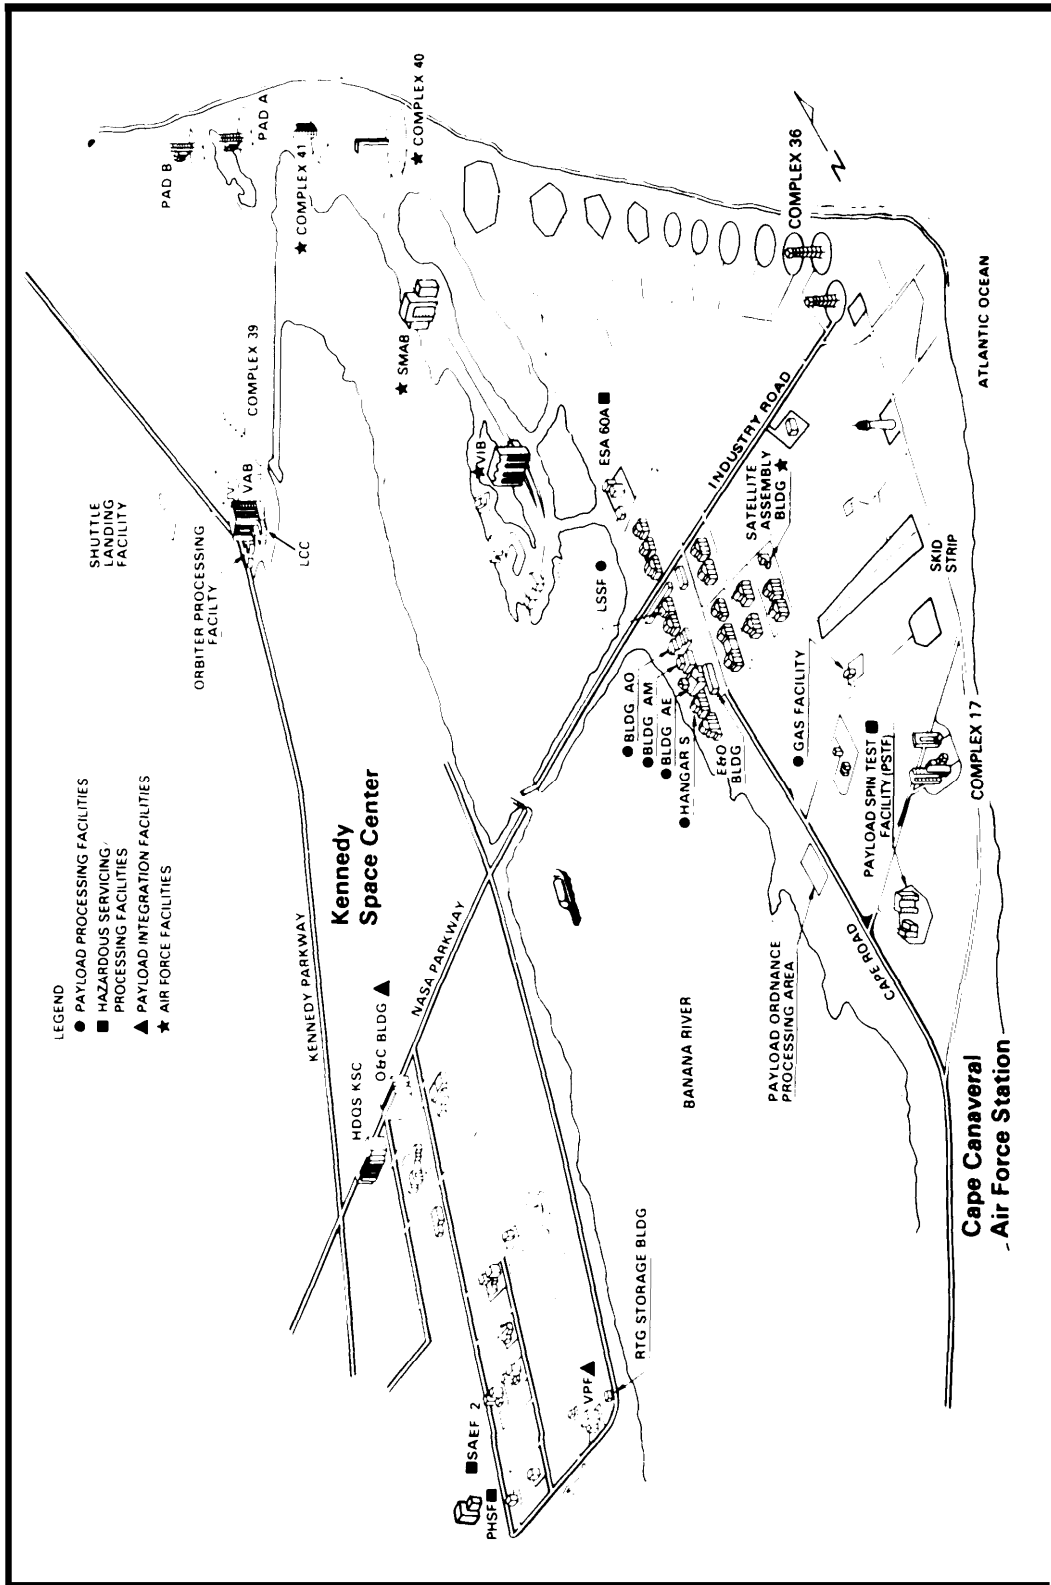 LEGEND
● PAYLOAD PROCESSING FACILITIES
■ HAZARDOUS SERVICING/
PROCESSING FACILITIES
▲ PAYLOAD INTEGRATION FACILITIES
★ AIR FORCE FACILITIES
SHUTTLE
LANDING
FACILITY
ORBITER PROCESSING
FACILTY
VAB
LCC
COMPLEX 39
PAD B
PAD A
★ COMPLEX 41
★ COMPLEX 40
KENNEDY PARKWAY
Kennedy
Space Center
NASA PARKWAY
HDQS KSC
O&C BLDG ▲
★ SMAB
★ VIB
ESA 60A ■
LSSF ●
INDUSTRY ROAD
SATELLITE
ASSEMBLY
BLDG ★
COMPLEX 36
N
■ SAEF 2
PHSF ■
VPF ▲
RTG STORAGE BLDG
BANANA RIVER
● BLDG AO
● BLDG AM
● BLDG AE
● HANGAR S
E&O
BLDG
● GAS FACILITY
SKID
STRIP
PAYLOAD ORDNANCE
PROCESSING AREA
PAYLOAD SPIN TEST ■
FACILITY (PSTF)
CAPE ROAD
COMPLEX 17
ATLANTIC OCEAN
Cape Canaveral
Air Force Station